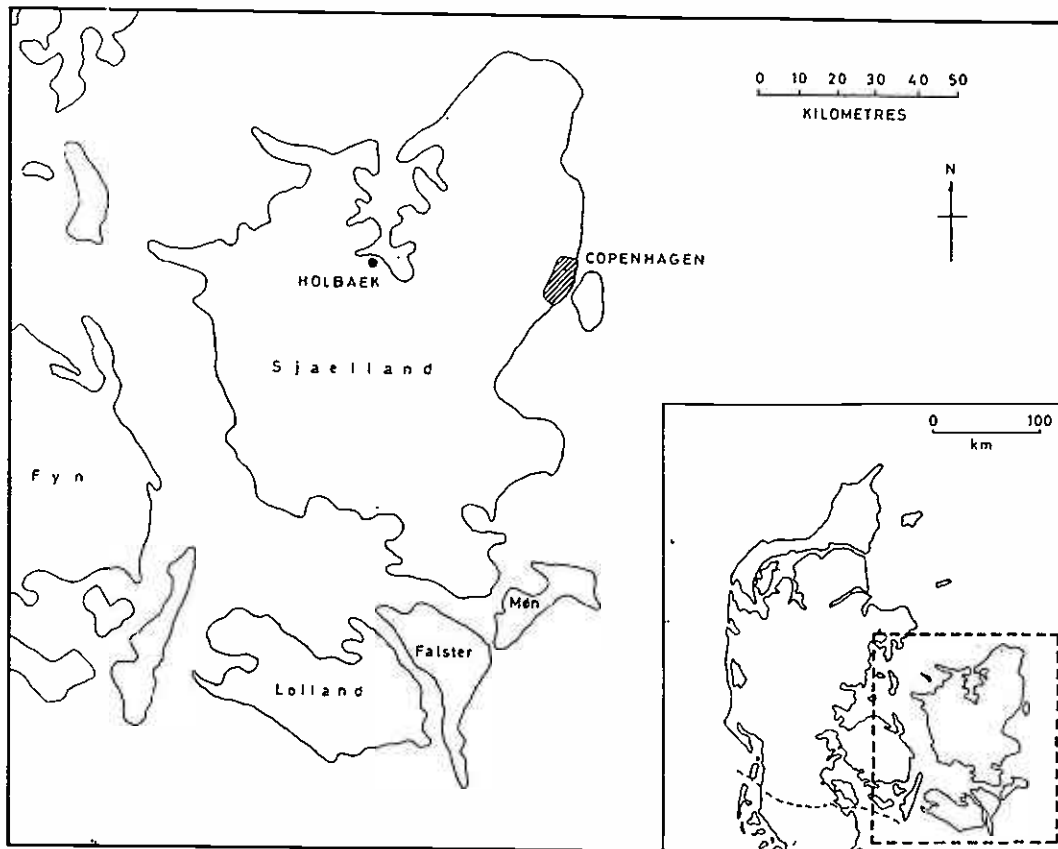 0 10 20 30 40 50
KILOMETRES
N
COPENHAGEN
HOLBAEK
Sjaelland
Fyn
Møn
Falster
Lolland
0 100
km